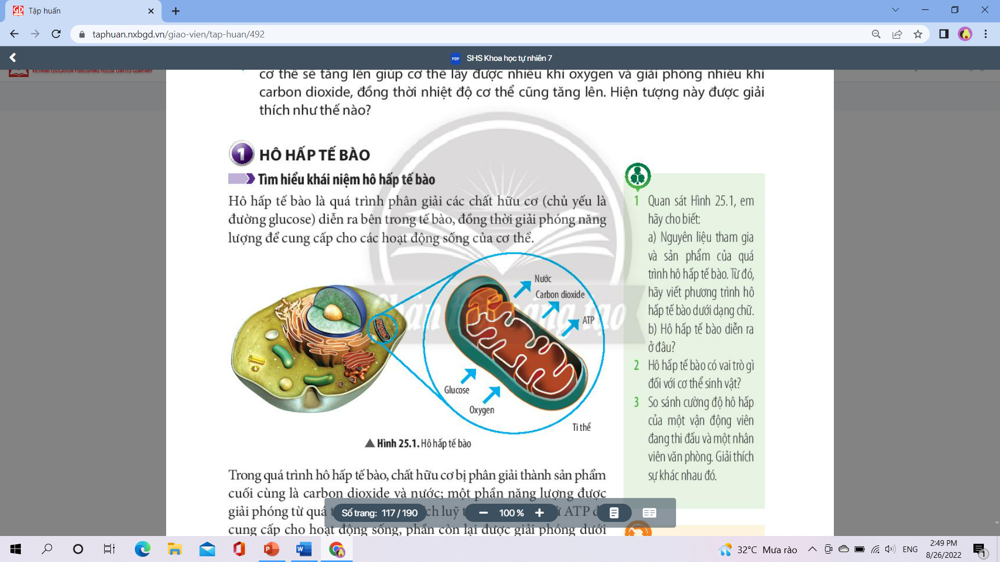 Tập huấn
taphuan.nxbgd.vn/giao-vien/tap-huan/492
PDF SHS Khoa học tự nhiên 7
VIETNAM EDUCATION PUBLISHING HOUSE LIMITED COMPANY
cơ thể sẽ tăng lên giúp cơ thể lấy được nhiều khí oxygen và giải phóng nhiều khí
carbon dioxide, đồng thời nhiệt độ cơ thể cũng tăng lên. Hiện tượng này được giải
thích như thế nào?
1 HÔ HẤP TẾ BÀO
Tìm hiểu khái niệm hô hấp tế bào
Hô hấp tế bào là quá trình phân giải các chất hữu cơ (chủ yếu là
đường glucose) diễn ra bên trong tế bào, đồng thời giải phóng năng
lượng để cung cấp cho các hoạt động sống của cơ thể.
Nước
Carbon dioxide
ATP
Glucose
Oxygen
Ti thể
Hình 25.1. Hô hấp tế bào
Trong quá trình hô hấp tế bào, chất hữu cơ bị phân giải thành sản phẩm
cuối cùng là carbon dioxide và nước; một phần năng lượng được
giải phóng từ quá ATP
cung cấp cho hoạt động sống, phần còn lại được giải phóng dưới
1 Quan sát Hình 25.1, em
hãy cho biết:
a) Nguyên liệu tham gia
và sản phẩm của quá
trình hô hấp tế bào. Từ đó,
hãy viết phương trình hô
hấp tế bào dưới dạng chữ.
b) Hô hấp tế bào diễn ra
ở đâu?
2 Hô hấp tế bào có vai trò gì
đối với cơ thể sinh vật?
3 So sánh cường độ hô hấp
của một vận động viên
đang thi đấu và một nhân
viên văn phòng. Giải thích
sự khác nhau đó.
Số trang: 117 / 190
100 %
32°C Mưa rào
ENG
2:49 PM
8/26/2022
1